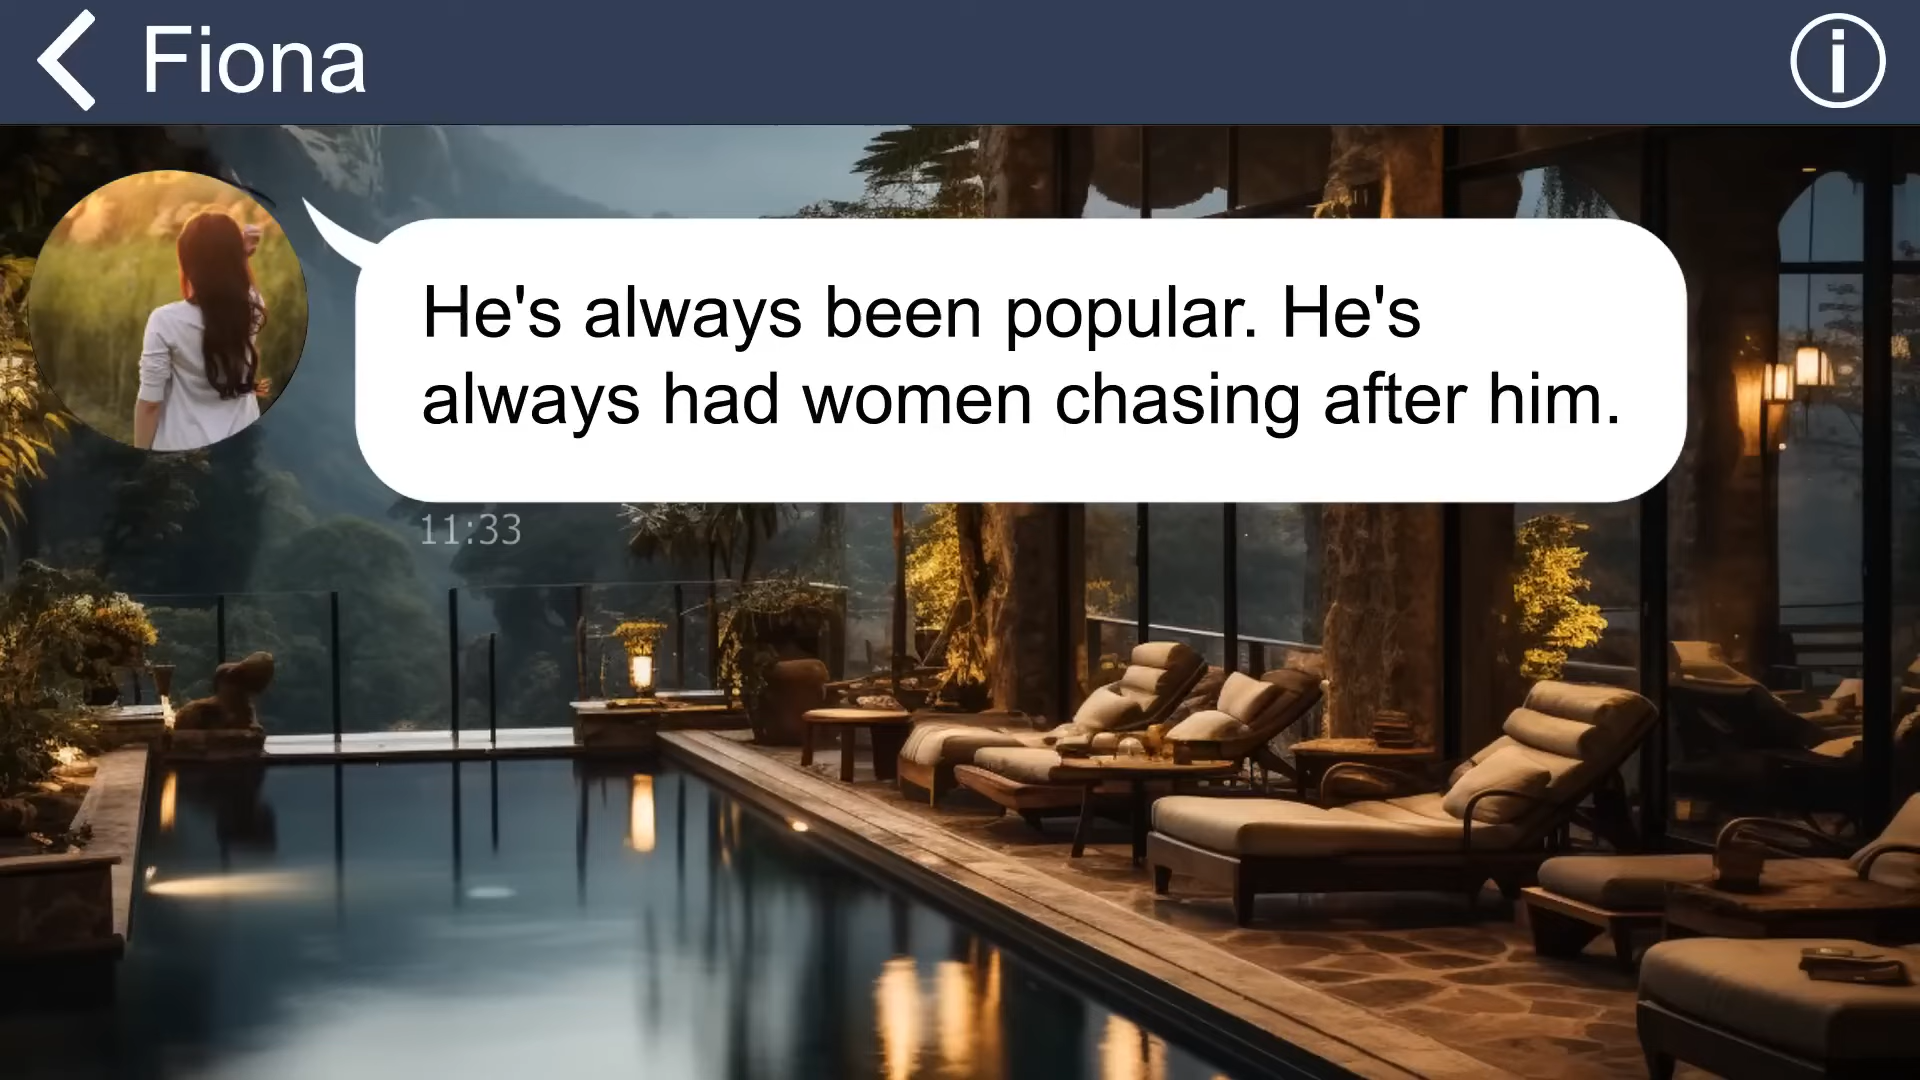 Fiona
He's always been popular. He's
always had women chasing after him.
11:33